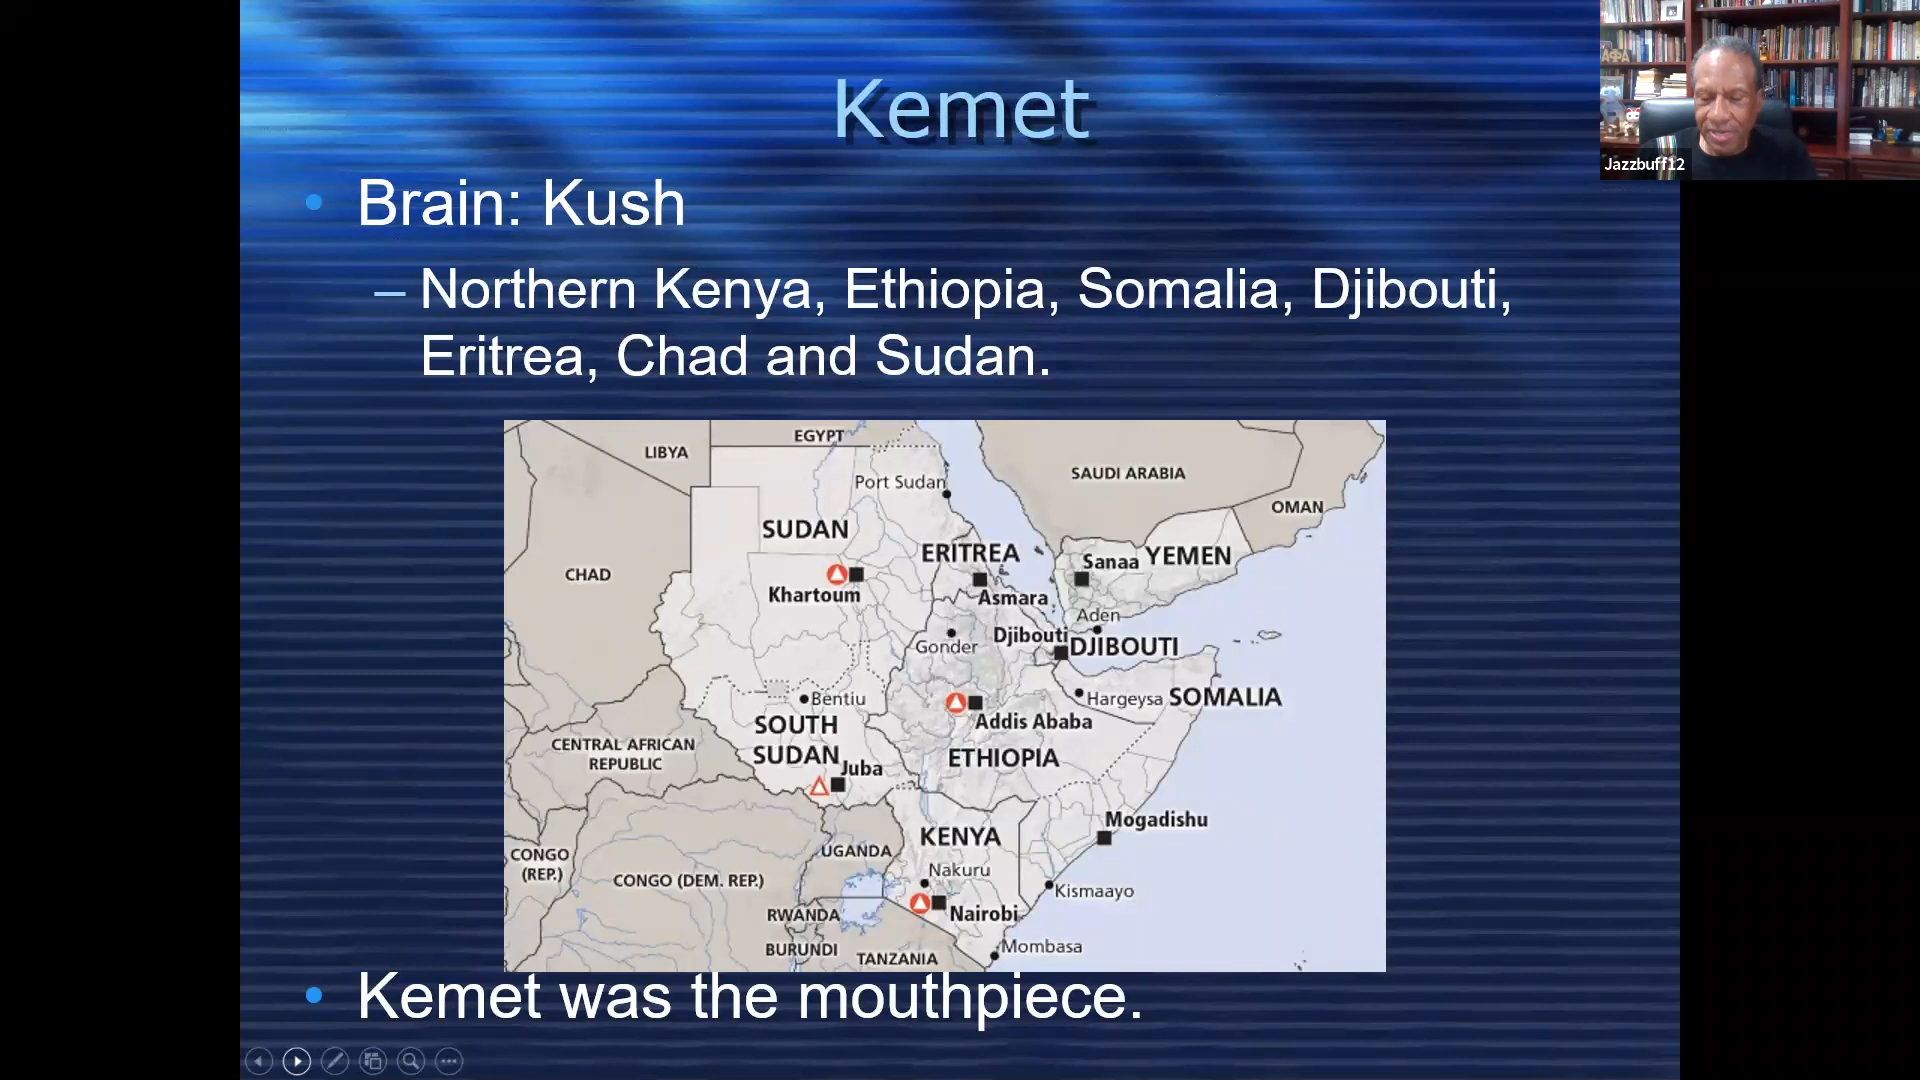 Kemet
Jazzbuff12
• Brain: Kush
– Northern Kenya, Ethiopia, Somalia, Djibouti,
Eritrea, Chad and Sudan.
EGYPT
LIBYA
SAUDI ARABIA
Port Sudan
OMAN
SUDAN
ERITREA
Sanaa YEMEN
CHAD
Khartoum
Asmara
Aden
Djibouti
DJIBOUTI
Gonder
Bentiu
Hargeysa SOMALIA
SOUTH
SUDAN
Addis Ababa
CENTRAL AFRICAN
REPUBLIC
ETHIOPIA
Juba
Mogadishu
KENYA
UGANDA
CONGO
(REP.)
Nakuru
CONGO (DEM. REP.)
Kismaayo
RWANDA
Nairobi
BURUNDI
Mombasa
TANZANIA
• Kemet was the mouthpiece.